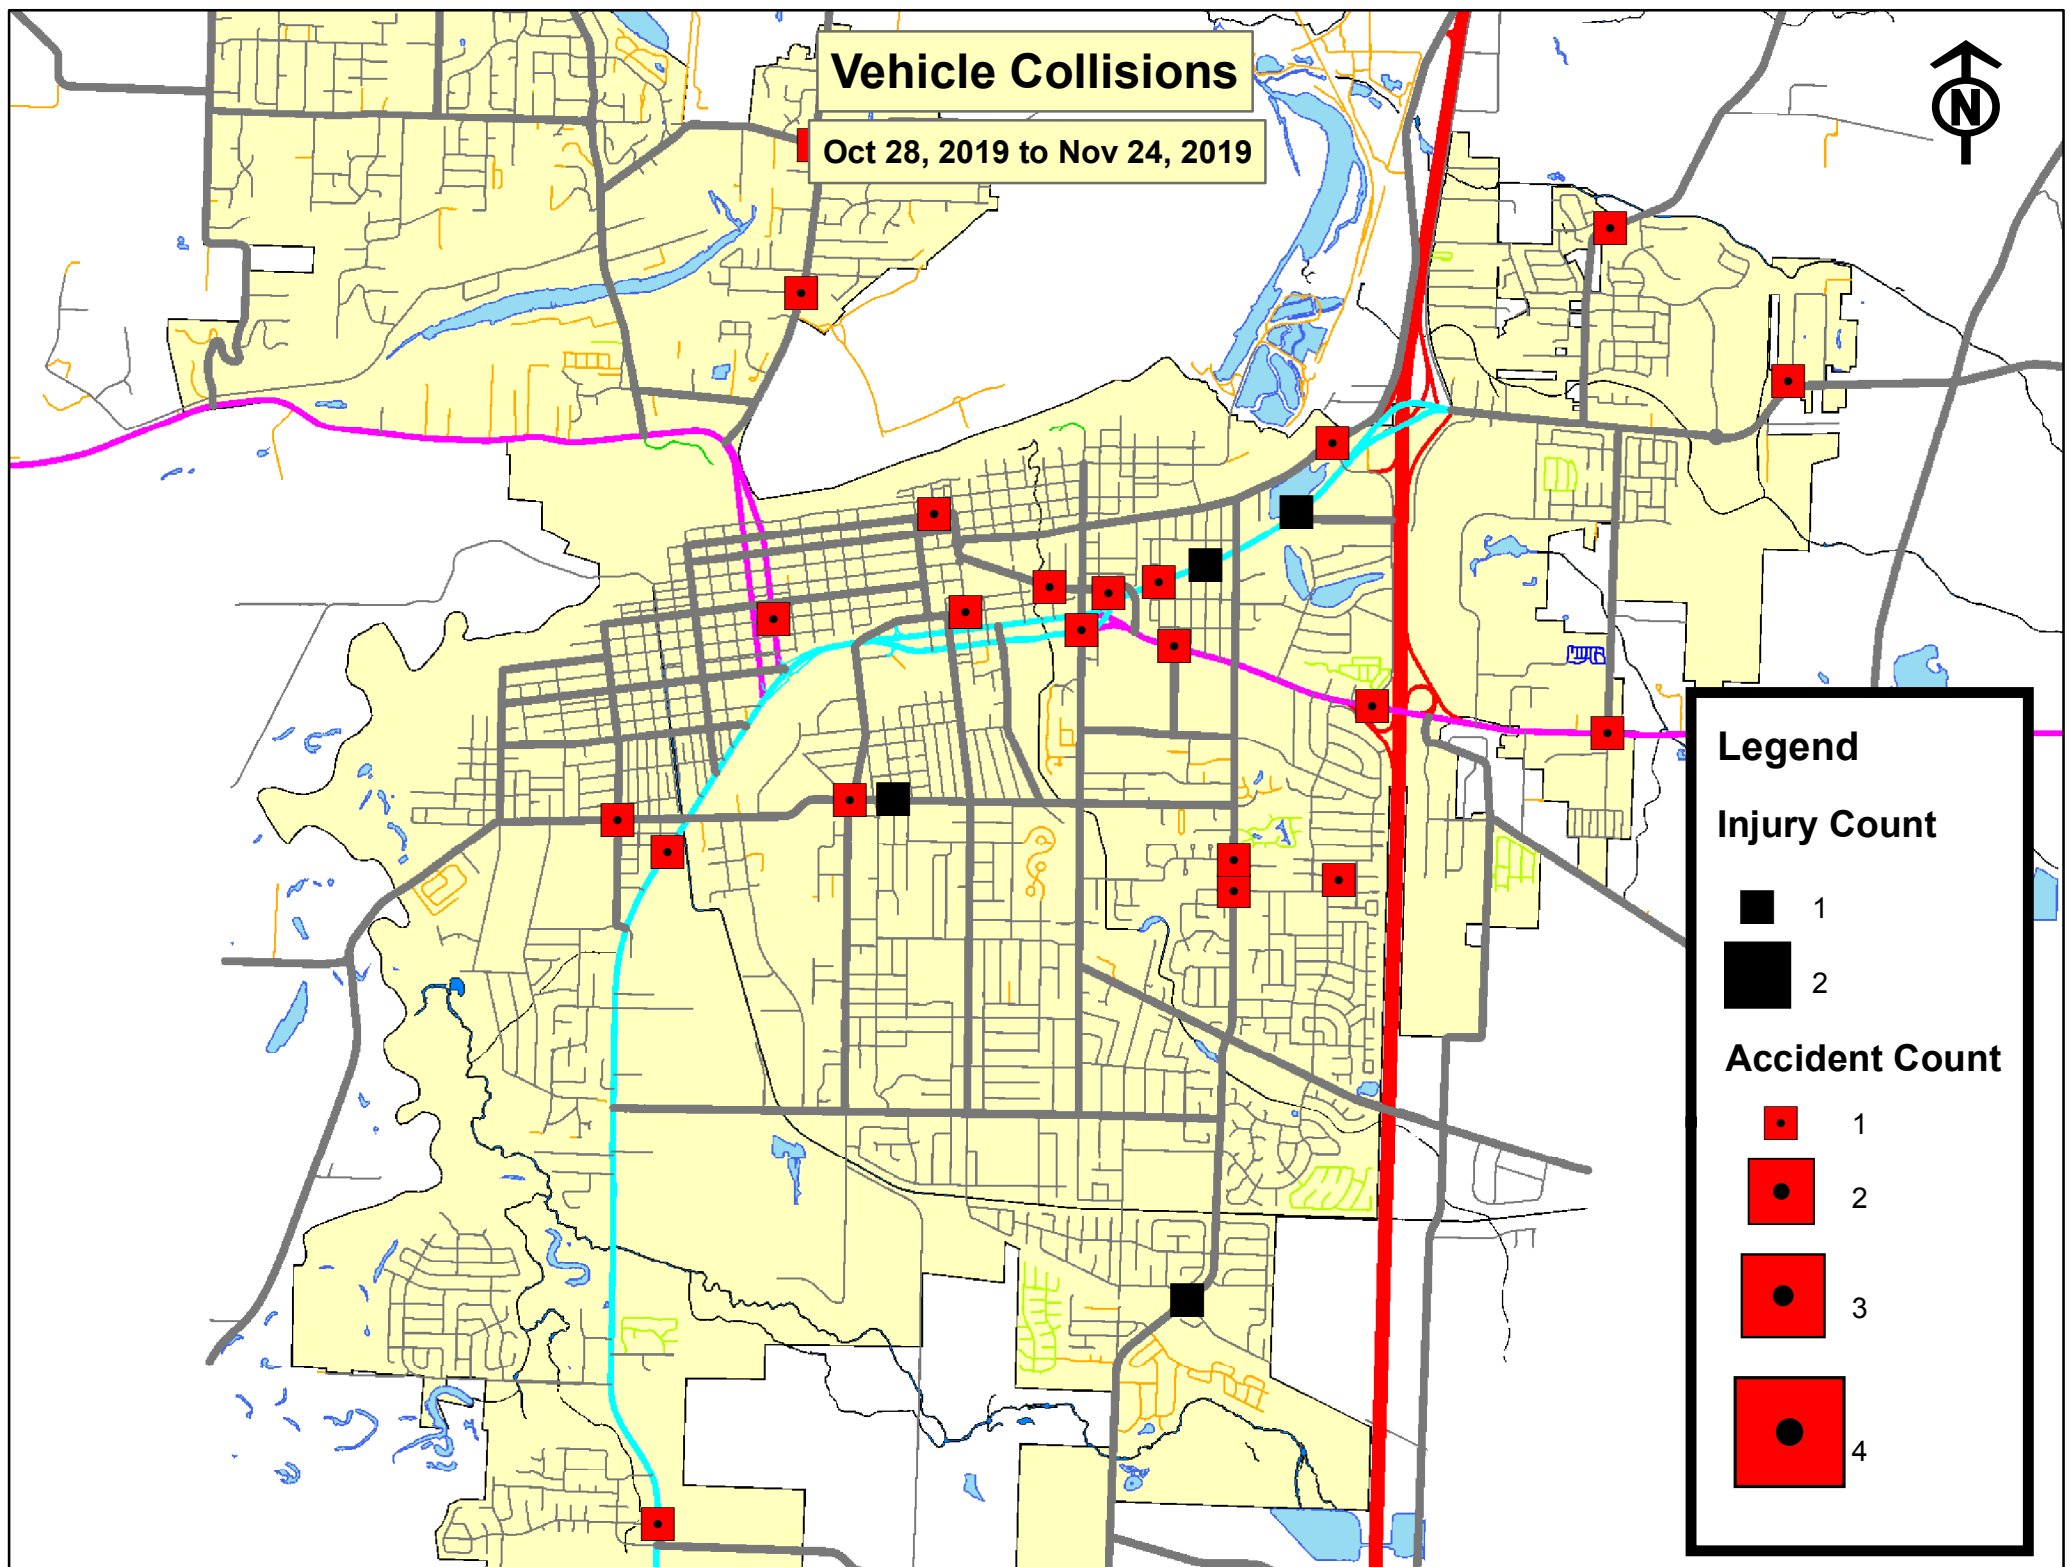 Vehicle Collisions
Oct 28, 2019 to Nov 24, 2019
N
Legend
Injury Count
1
2
Accident Count
1
2
3
4